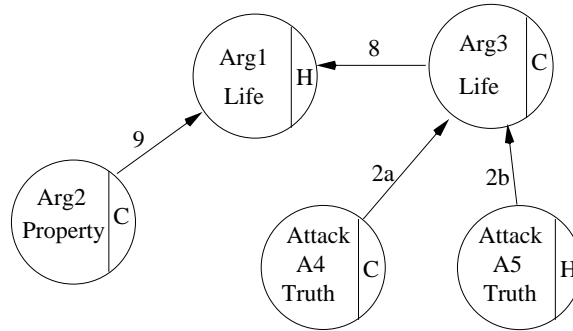 Arg1
Life
H
8
Arg3
Life
C
9
Arg2
Property
C
2a
2b
Attack
A4
Truth
C
Attack
A5
Truth
H